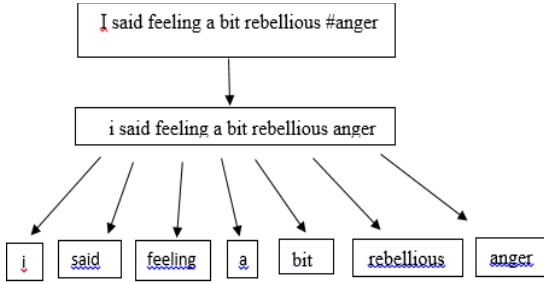 I said feeling a bit rebellious #anger
i said feeling a bit rebellious anger
i said feeling a bit rebellious anger